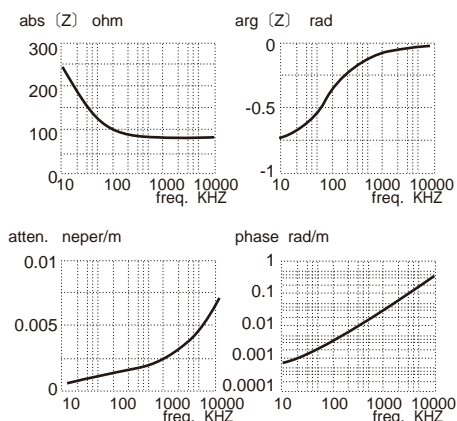 abs〔Z〕 ohm
300
200
100
0
10 100 1000 10000
freq. KHZ
arg〔Z〕 rad
0
-0.5
-1
10 100 1000 10000
freq. KHZ
atten. neper/m
0.01
0.005
0
10 100 1000 10000
freq. KHZ
phase rad/m
1
0.1
0.01
0.001
0.0001
10 100 1000 10000
freq. KHZ